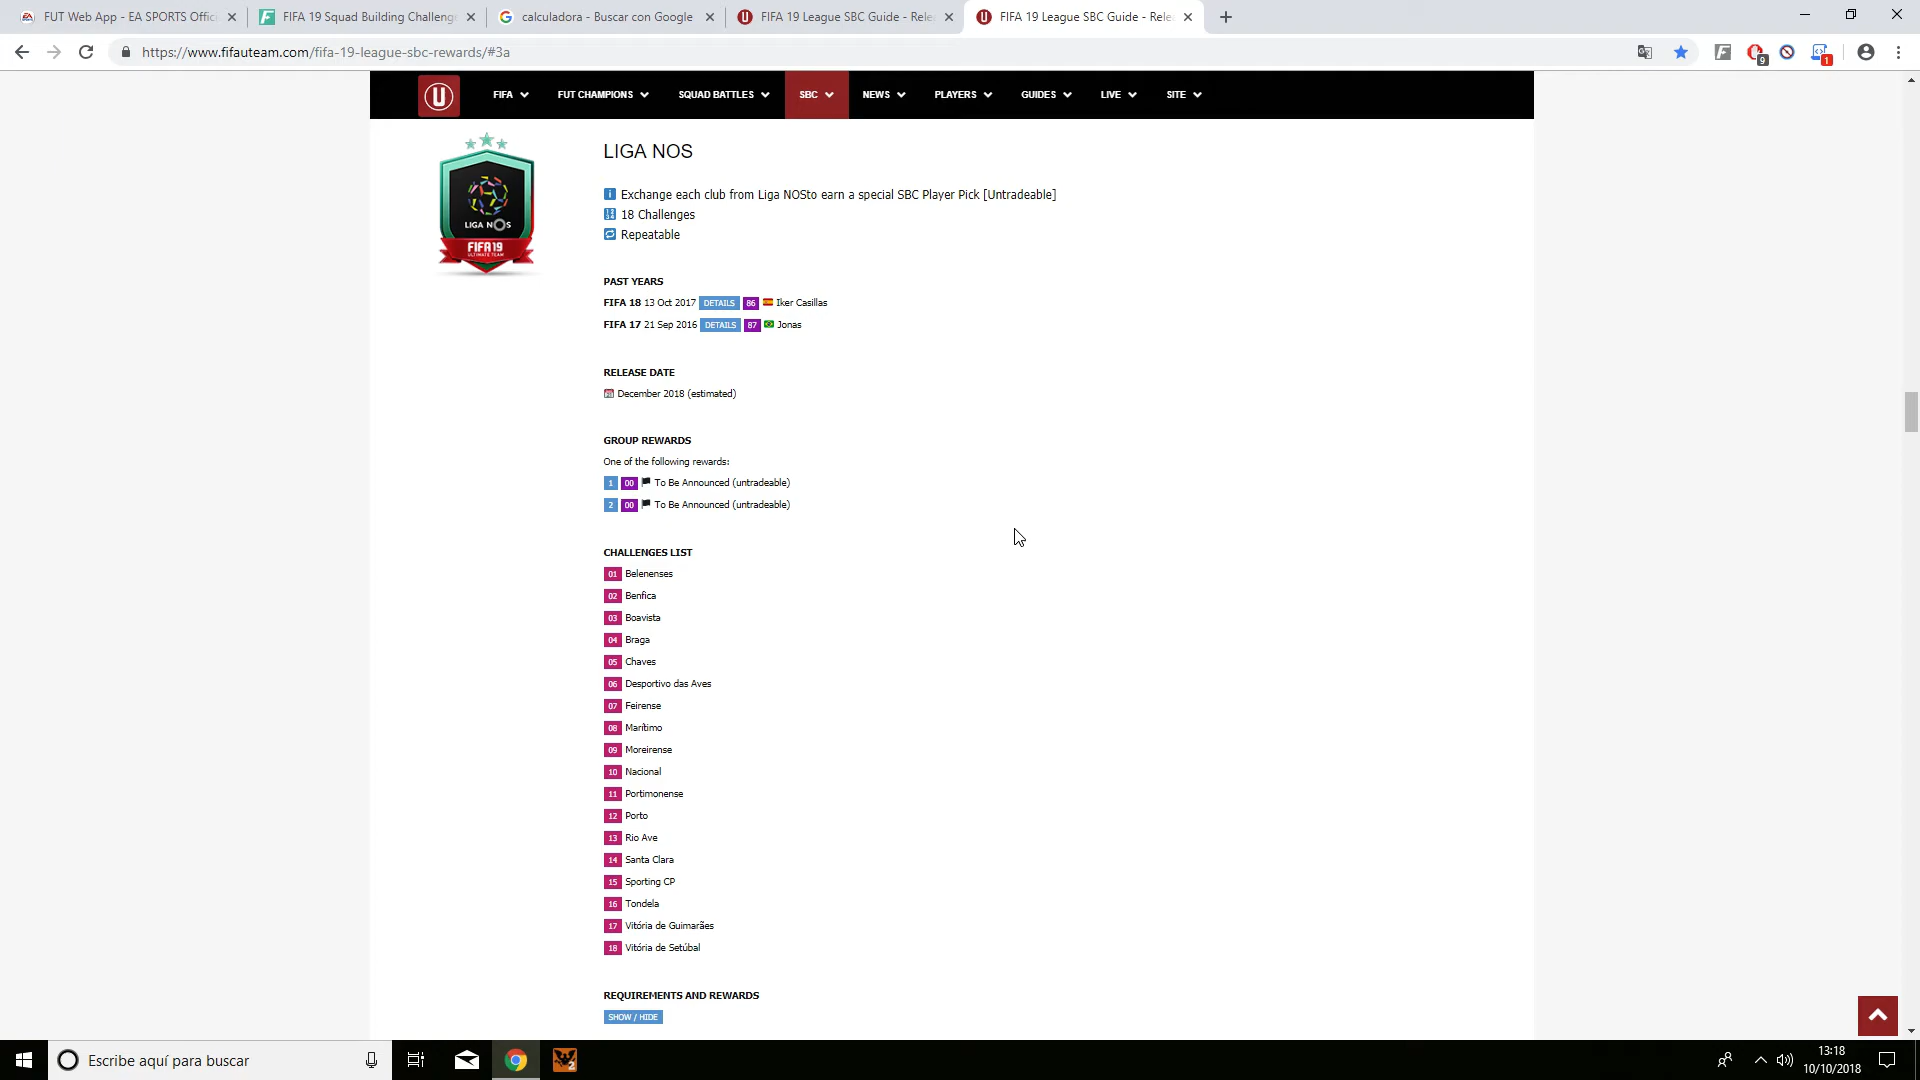 FUT Web App - EA SPORTS Offici
FIFA 19 Squad Building Challenge
calculadora - Buscar con Google
FIFA 19 League SBC Guide - Rele
FIFA 19 League SBC Guide - Rele
https://www.fifauteam.com/fifa-19-league-sbc-rewards/#3a
9
1
U
FIFA
FUT CHAMPIONS
SQUAD BATTLES
SBC
NEWS
PLAYERS
GUIDES
LIVE
SITE
LIGA NOS
FIFA19
ULTIMATE TEAM
LIGA NOS
Exchange each club from Liga NOSto earn a special SBC Player Pick [Untradeable]
18 Challenges
Repeatable
PAST YEARS
FIFA 18 13 Oct 2017 DETAILS 86 Iker Casillas
FIFA 17 21 Sep 2016 DETAILS 87 Jonas
RELEASE DATE
December 2018 (estimated)
GROUP REWARDS
One of the following rewards:
1 00 To Be Announced (untradeable)
2 00 To Be Announced (untradeable)
CHALLENGES LIST
01 Belenenses
02 Benfica
03 Boavista
04 Braga
05 Chaves
06 Desportivo das Aves
07 Feirense
08 Marítimo
09 Moreirense
10 Nacional
11 Portimonense
12 Porto
13 Rio Ave
14 Santa Clara
15 Sporting CP
16 Tondela
17 Vitória de Guimarães
18 Vitória de Setúbal
REQUIREMENTS AND REWARDS
SHOW / HIDE
Escribe aquí para buscar
2
13:18
10/10/2018